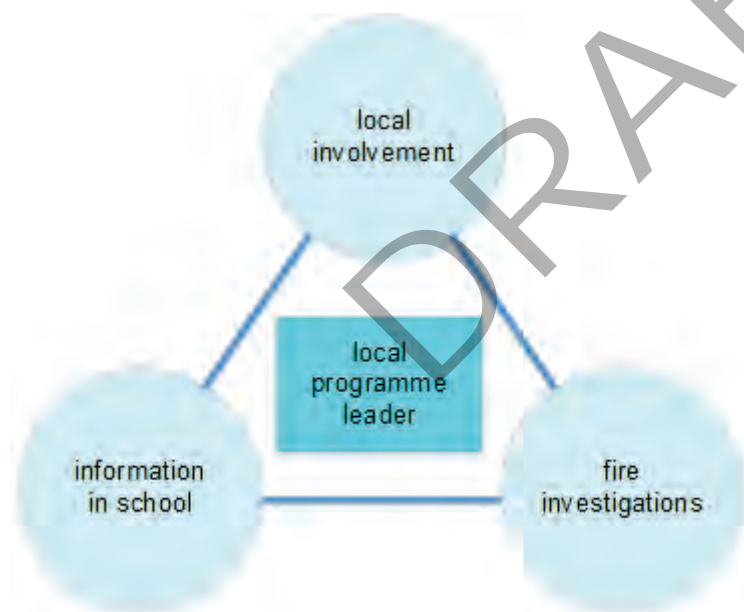 local
involvement
local
programme
leader
information
in school
fire
investigations